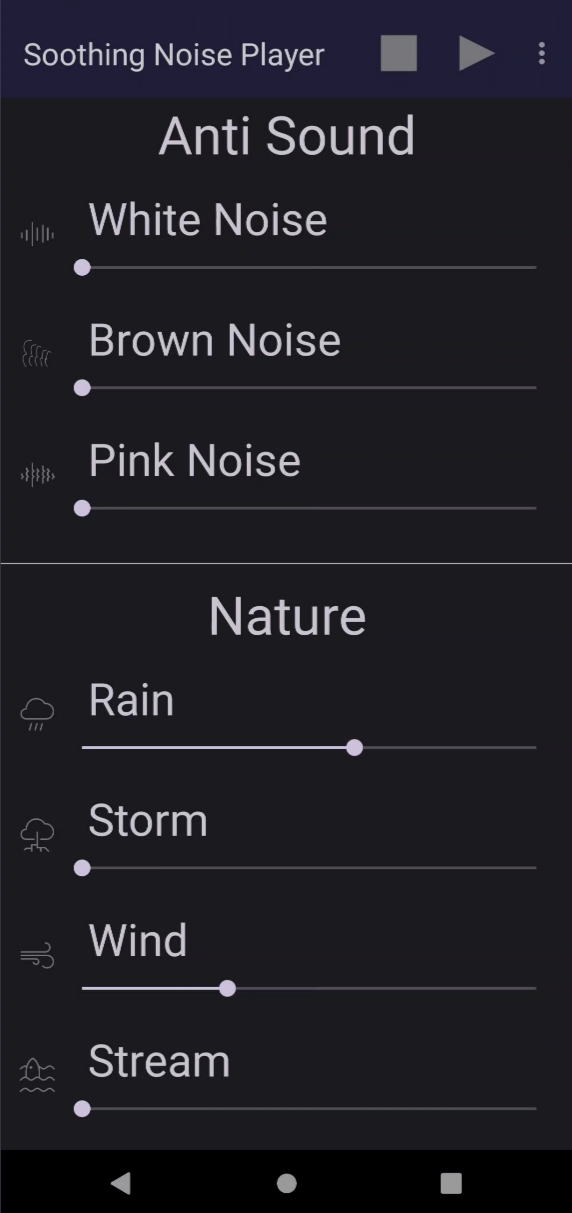 Soothing Noise Player
Anti Sound
White Noise
Brown Noise
Pink Noise
Nature
Rain
Storm
Wind
Stream